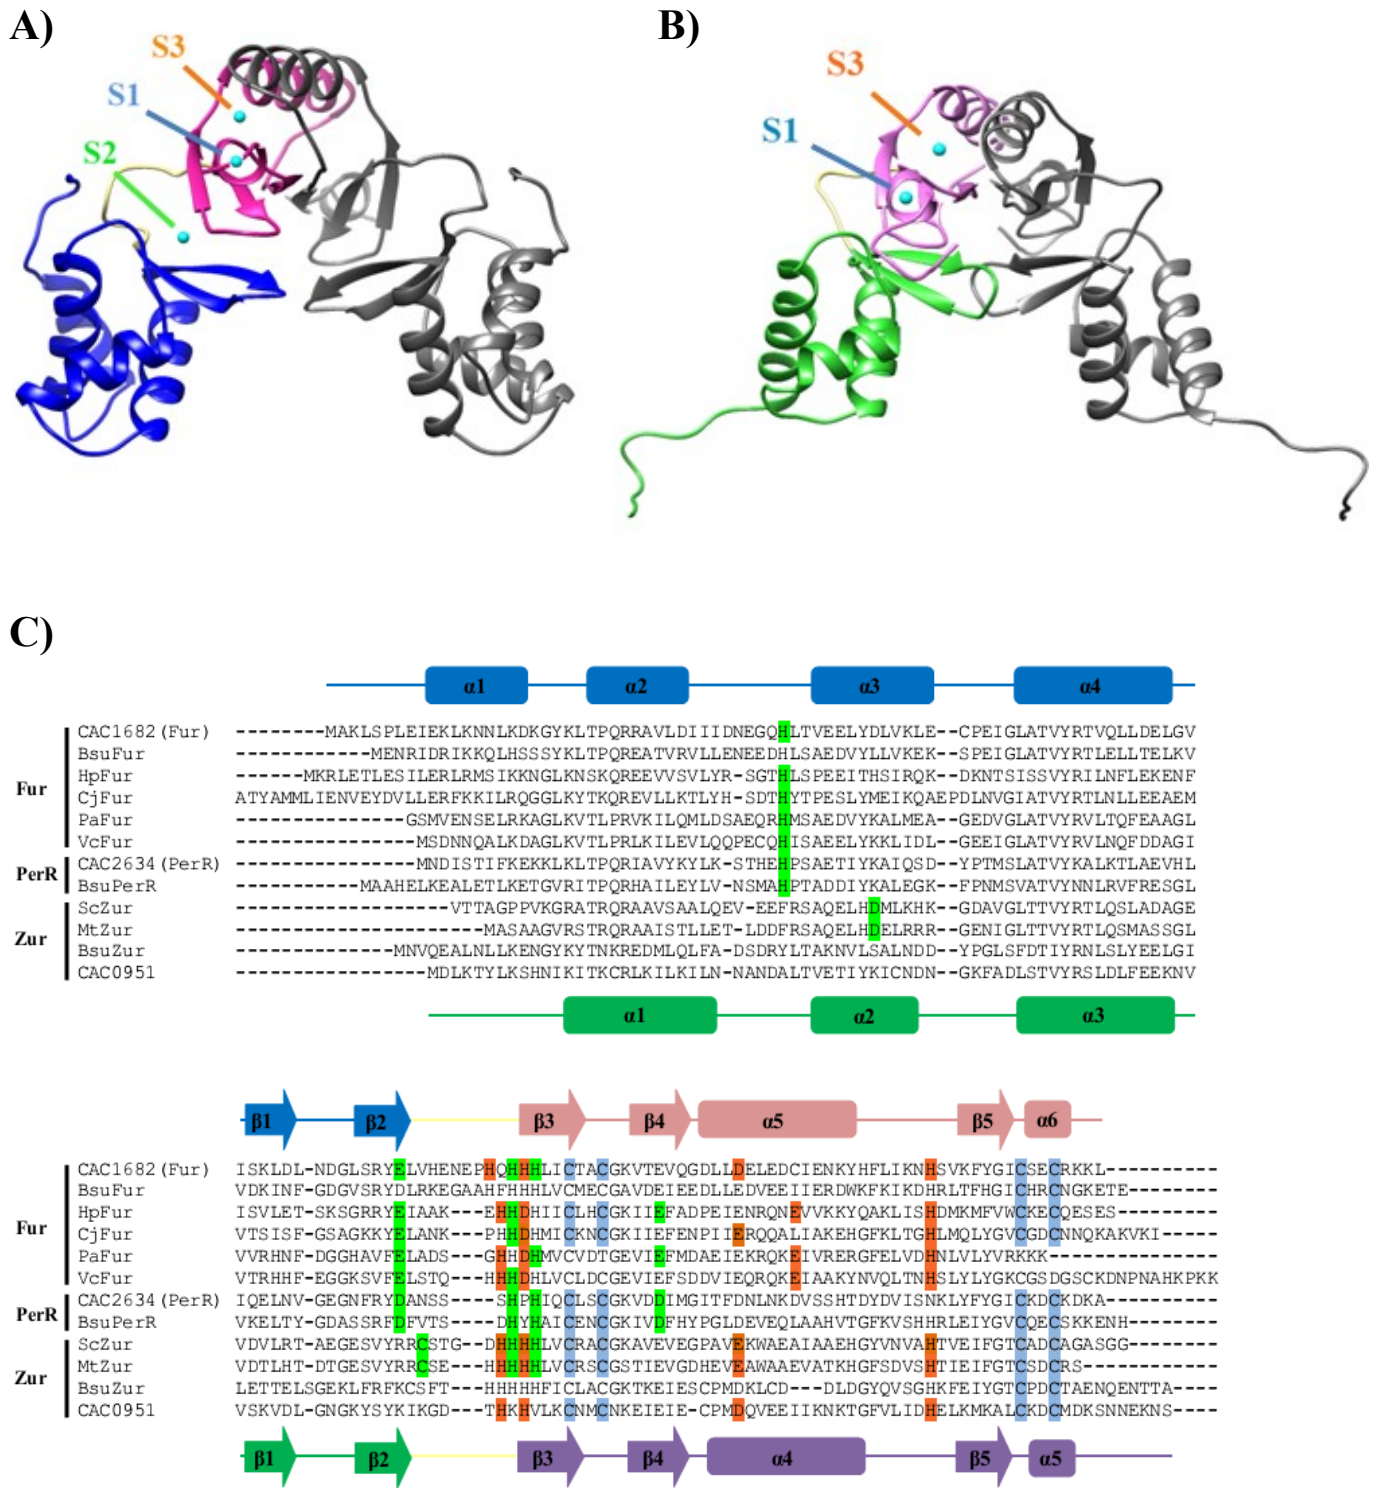 A)
B)
S3
S3
S1
S1
S2
C)
α1 α2 α3 α4
CAC1682(Fur) --------MAKLSPLEIEKLKNNLKDKGYKLTPQRRAVLDIIIDNEGQHLTVEELYDLVKLE--CPEIGLATVYRTVQLLDELGV
BsuFur ------------MENRIDRIKKQLHSSSYKLTPQREATVRVLLENEEDHLSAEDVYLLVKEK--SPEIGLATVYRTLELLTELKV
HpFur ------MKRLETLESILERLRMSIKKNGLKNSKQREEVVSVLYR-SGTHLSPEEITHSIRQK--DKNTSISSVYRILNFLEKENF
CjFur ATYAMMLIENVEYDVLLERFKKILRQGGLKYTKQREVLLKTLYH-SDTHYTPESLYMEIKQAEPDLNVGIATVYRTLNLLEEAEM
Fur
PaFur ---------------GSMVENSELRKAGLKVTLPRVKILQMLDSAEQRHMSAEDVYKALMEA--GEDVGLATVYRVLTQFEAAGL
VcFur ----------------MSDNNQALKDAGLKVTLPRLKILEVLQQPECQHISAEDLYKKLIDL--GEEIGLATVYRVLNQFDDAGI
CAC2634(PerR) ----------------MNDISTIFKEKKLKLTPQRIAVYKYLK-STHEHPSAETIYKAIQSD--YPTMSLATVYKALKTLAEVHL
PerR
BsuPerR -----------MAAHELKEALETLKETGVRITPQRHAILEYLV-NSMAHPTADDIYKALEGK--FPNMSVATVYNNLRVFRESGL
ScZur -------------------VTTAGPPVKGRATRQRAAVSAALQEV-EEFRSAQELHDMLKHK--GDAVGLTTVYRTLQSLADAGE
MtZur ----------------------MASAAGVRSTRQRAAISTLLET-LDDFRSAQELHDELRRR--GENIGLTTVYRTLQSMASSGL
Zur
BsuZur --------------MNVQEALNLLKENGYKYTNKREDMLQLFA-DSDRYLTAKNVLSALNDD--YPGLSFDTIYRNLSLYEELGI
CAC0951 -----------------MDLKTYLKSHNIKITKCRLKILKILN-NANDALTVETIYKICNDN--GKFADLSTVYRSLDLFEEKNV
α1 α2 α3
β1 β2 β3 β4 α5 β5 α6
CAC1682(Fur) ISKLDL-NDGLSRYELVHENEPHQHHHLICTACGKVTEVQGDLLDELEDCIENKYHFLIKNHSVKFYGICSECRKKL----------
BsuFur VDKINF-GDGVSRYDLRKEGAAHFHHHLVCMECGAVDEIEEDLLEDVEEIIERDWKFKIKDHRLTFHGICHRCNGKETE--------
HpFur ISVLET-SKSGRRYEIAAK---EHHDHIICLHCGKIIEFADPEIENRQNEVVKKYQAKLISHDMKMFVWCKECQESES---------
Fur
CjFur VTSISF-GSAGKKYELANK---PHHDHMICKNCGKIIEFENPIIERQQALIAKEHGFKLTGHLMQLYGVCGDCNNQKAKVKI-----
PaFur VVRHNF-DGGHAVFELADS---GHHDHMVCVDTGEVIEFMDAEIEKRQKEIVRERGFELVDHNLVLYVRKKK---------------
VcFur VTRHHF-EGGKSVFELSTQ---HHHDHLVCLDCGEVIEFSDDVIEQRQKEIAAKYNVQLTNHSLYLYGKCGSDGSCKDNPNAHKPKK
CAC2634(PerR) IQELNV-GEGNFRYDANSS----SHPHIQCLSCGKVDDIMGITFDNLNKDVSSHTDYDVISNKLYFYGICKDCKDKA----------
PerR
BsuPerR VKELTY-GDASSRFDFVTS----DHYHAICENCGKIVDFHYPGLDEVEQLAAHVTGFKVSHHRLEIYGVCQECSKKENH--------
ScZur VDVLRT-AEGESVYRRCSTG--DHHHHLVCRACGKAVEVEGPAVEKWAEAIAAEHGYVNVAHTVEIFGTCADCAGASGG--------
MtZur VDTLHT-DTGESVYRRCSE---HHHHHLVCRSCGSTIEVGDHEVEAWAAEVATKHGFSDVSHTIEIFGTCSDCRS------------
Zur
BsuZur LETTELSGEKLFRFKCSFT---HHHHHFICLACGKTKEIESCPMDKLCD---DLDGYQVSGHKFEIYGTCPDCTAENQENTTA----
CAC0951 VSKVDL-GNGKYSYKIKGD---THKHVLKCNMCNKEIEIE-CPMDQVEEIIKNKTGFVLIDHELKMKALCKDCMDKSNNEKNS----
β1 β2 β3 β4 α4 β5 α5